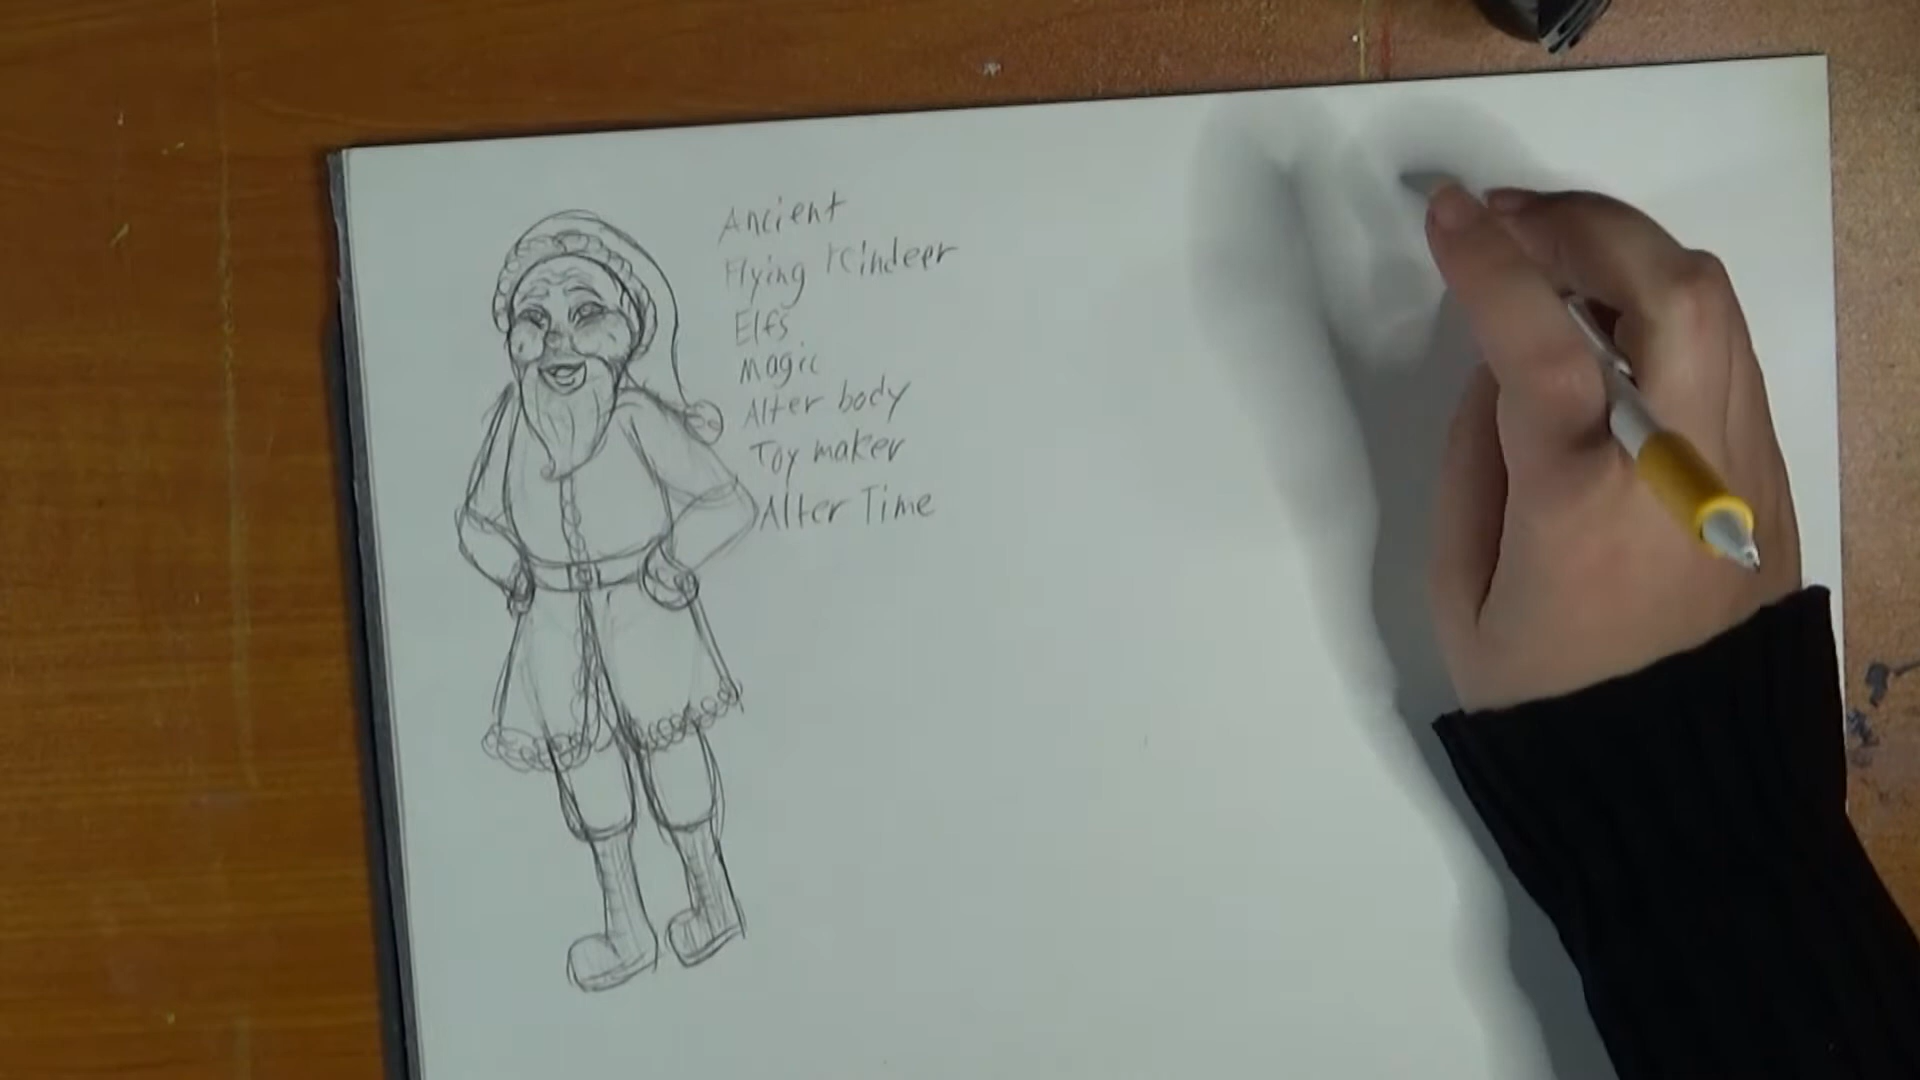 Ancient
Flying reindeer
Elfs
Magic
Alter body
Toy maker
Alter Time